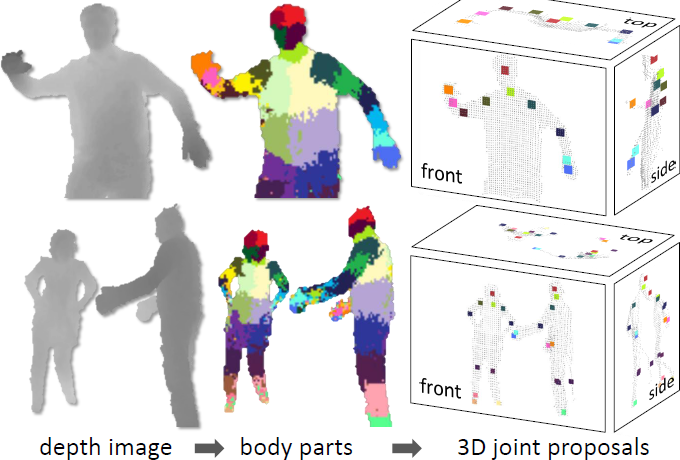 top
front
side
top
front
side
depth image
body parts
3D joint proposals